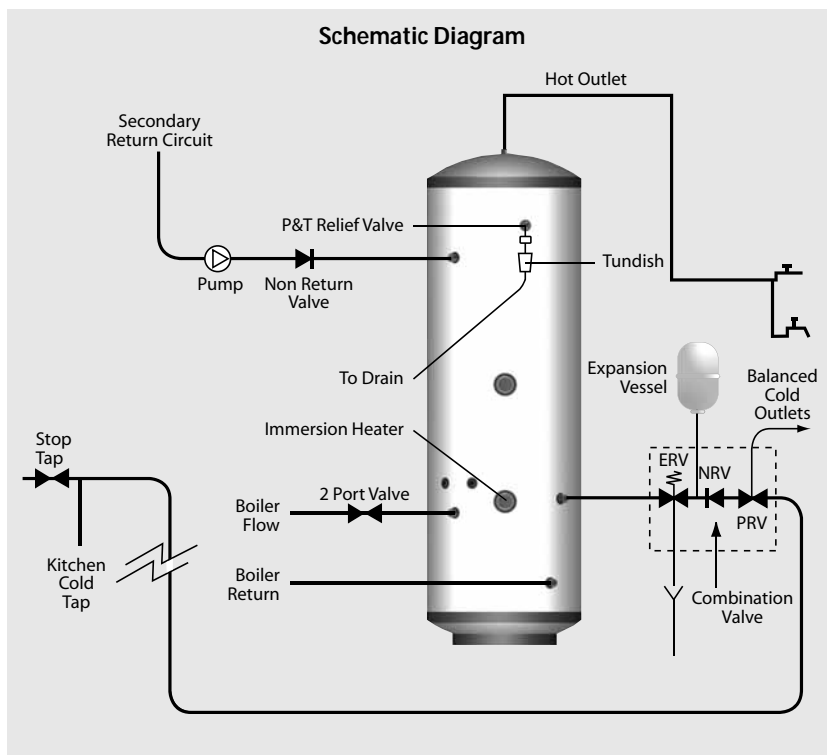 Schematic Diagram
Hot Outlet
Secondary
Return Circuit
P&T Relief Valve
Tundish
Pump
Non Return
Valve
To Drain
Expansion
Vessel
Balanced
Cold
Outlets
Immersion Heater
Stop
Tap
ERV
NRV
2 Port Valve
Boiler
Flow
PRV
Kitchen
Cold
Tap
Boiler
Return
Combination
Valve